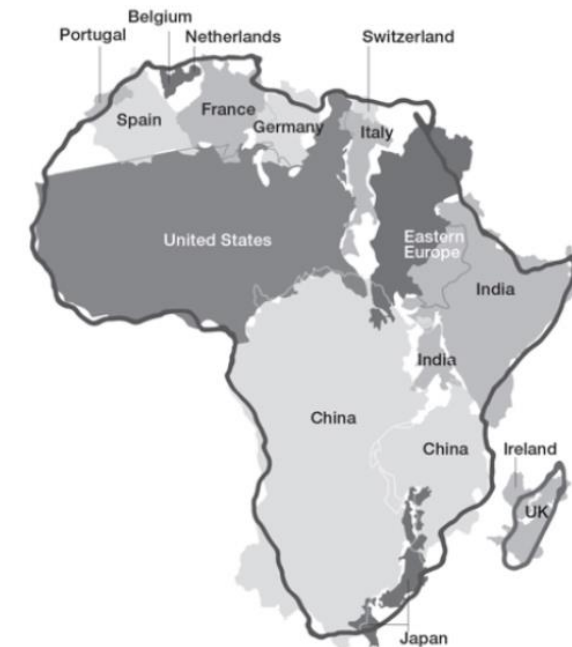 Belgium
Portugal
Netherlands
Switzerland
Spain
France
Germany
Italy
United States
Eastern
Europe
India
India
China
China
Ireland
UK
Japan